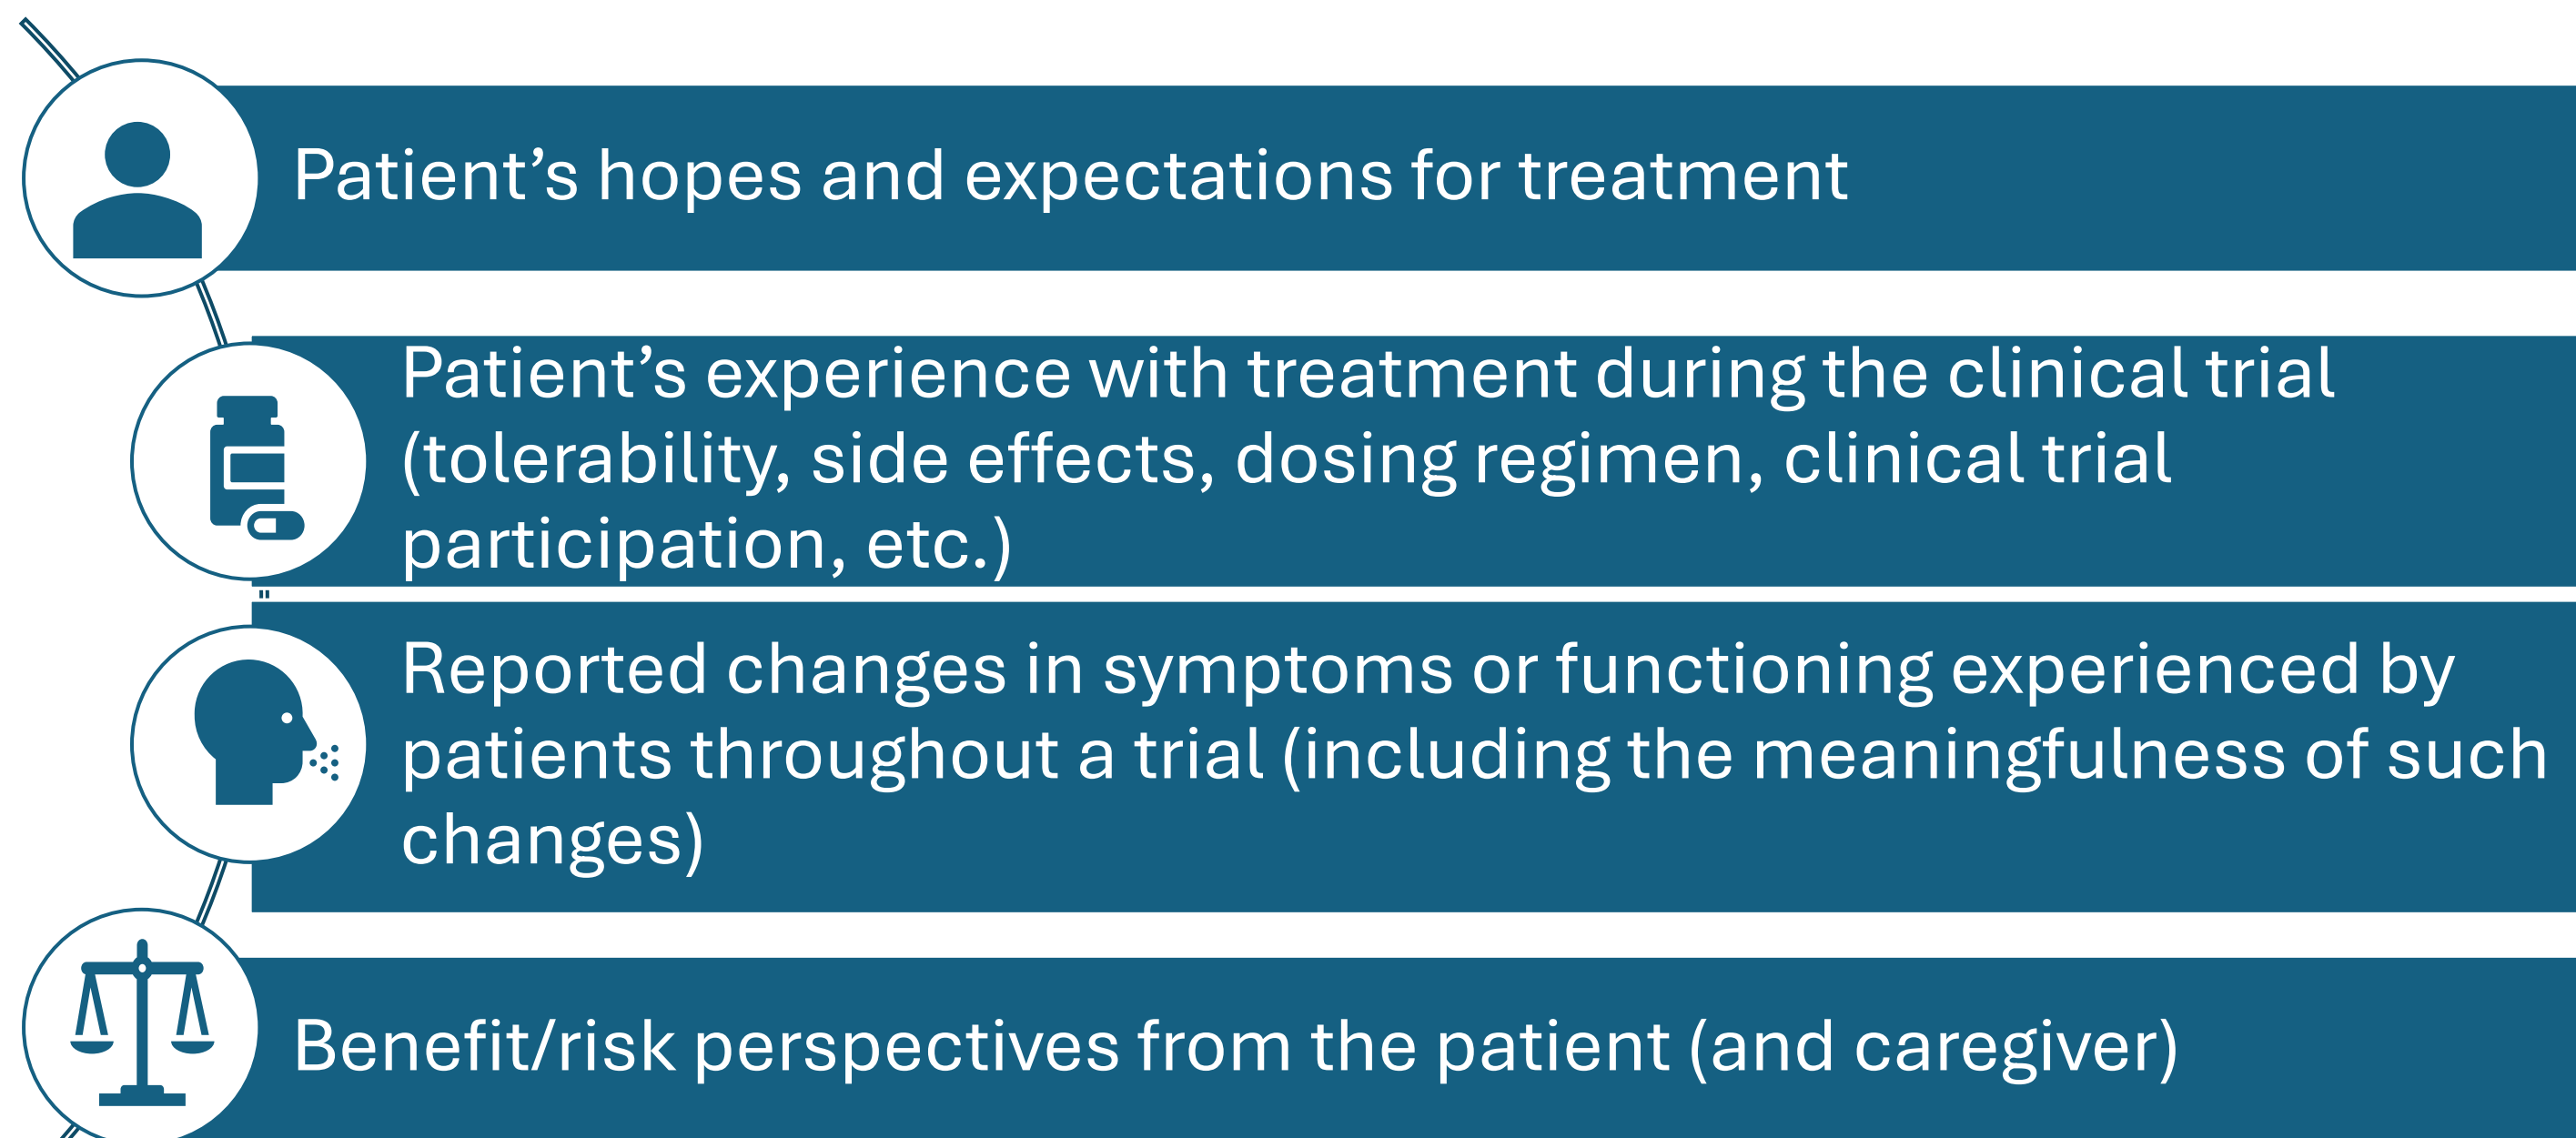 Patient’s hopes and expectations for treatment
Patient’s experience with treatment during the clinical trial
(tolerability, side effects, dosing regimen, clinical trial
participation, etc.)
Reported changes in symptoms or functioning experienced by
patients throughout a trial (including the meaningfulness of such
changes)
Benefit/risk perspectives from the patient (and caregiver)